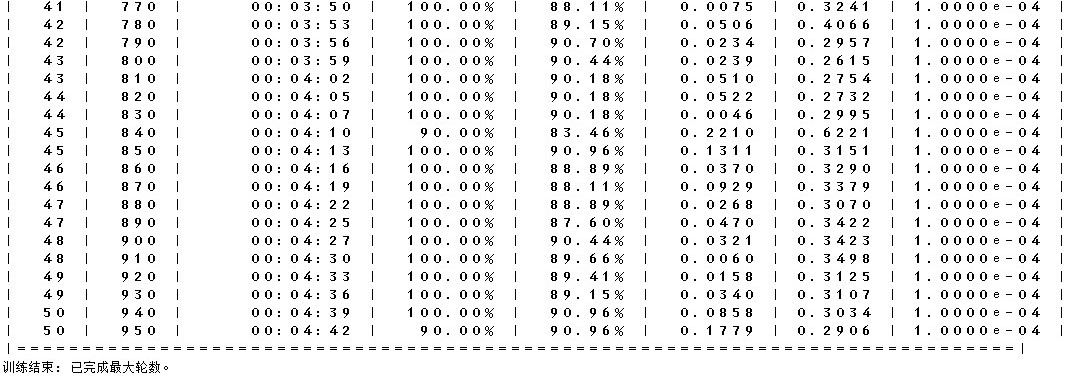 | 41 | 770 | 00:03:50 | 100.00% | 88.11% | 0.0075 | 0.3241 | 1.0000e-04 |
| 42 | 780 | 00:03:53 | 100.00% | 89.15% | 0.0506 | 0.4066 | 1.0000e-04 |
| 42 | 790 | 00:03:56 | 100.00% | 90.70% | 0.0234 | 0.2957 | 1.0000e-04 |
| 43 | 800 | 00:03:59 | 100.00% | 90.44% | 0.0239 | 0.2615 | 1.0000e-04 |
| 43 | 810 | 00:04:02 | 100.00% | 90.18% | 0.0510 | 0.2754 | 1.0000e-04 |
| 44 | 820 | 00:04:05 | 100.00% | 90.18% | 0.0522 | 0.2732 | 1.0000e-04 |
| 44 | 830 | 00:04:07 | 100.00% | 90.18% | 0.0046 | 0.2995 | 1.0000e-04 |
| 45 | 840 | 00:04:10 | 90.00% | 83.46% | 0.2210 | 0.6221 | 1.0000e-04 |
| 45 | 850 | 00:04:13 | 100.00% | 90.96% | 0.1311 | 0.3151 | 1.0000e-04 |
| 46 | 860 | 00:04:16 | 100.00% | 88.89% | 0.0370 | 0.3290 | 1.0000e-04 |
| 46 | 870 | 00:04:19 | 100.00% | 88.11% | 0.0929 | 0.3379 | 1.0000e-04 |
| 47 | 880 | 00:04:22 | 100.00% | 88.89% | 0.0268 | 0.3070 | 1.0000e-04 |
| 47 | 890 | 00:04:25 | 100.00% | 87.60% | 0.0470 | 0.3422 | 1.0000e-04 |
| 48 | 900 | 00:04:27 | 100.00% | 90.44% | 0.0321 | 0.3423 | 1.0000e-04 |
| 48 | 910 | 00:04:30 | 100.00% | 89.66% | 0.0060 | 0.3498 | 1.0000e-04 |
| 49 | 920 | 00:04:33 | 100.00% | 89.41% | 0.0158 | 0.3125 | 1.0000e-04 |
| 49 | 930 | 00:04:36 | 100.00% | 89.15% | 0.0340 | 0.3107 | 1.0000e-04 |
| 50 | 940 | 00:04:39 | 100.00% | 90.96% | 0.0858 | 0.3034 | 1.0000e-04 |
| 50 | 950 | 00:04:42 | 90.00% | 90.96% | 0.1779 | 0.2906 | 1.0000e-04 |
|=============================================================================|
训练结束: 已完成最大轮数。